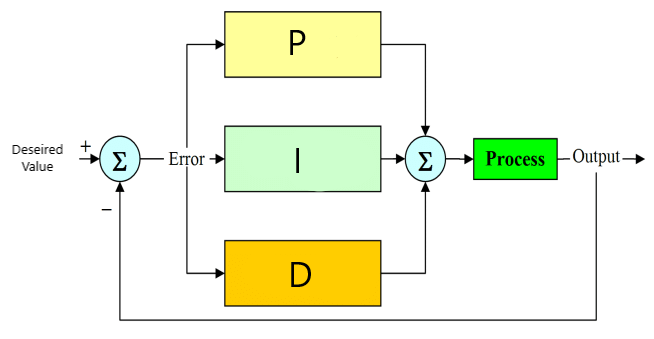 P
Deseired
Value
+
Σ
Error
I
Σ
Process
Output
–
D